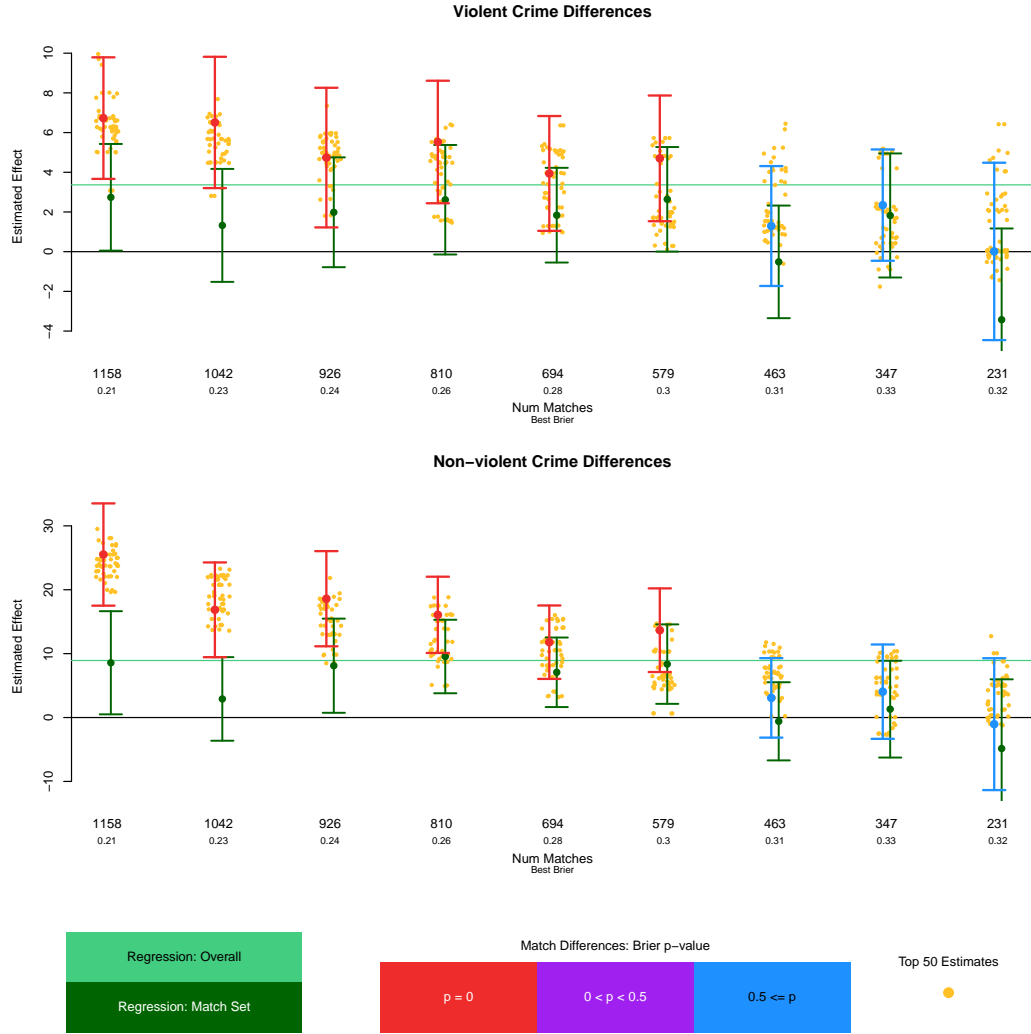 Violent Crime Differences
10
8
6
4
2
0
−2
−4
Estimated Effect
1158 1042 926 810 694 579 463 347 231
0.21 0.23 0.24 0.26 0.28 0.3 0.31 0.33 0.32
Num Matches
Best Brier
Non−violent Crime Differences
30
20
10
0
−10
Estimated Effect
1158 1042 926 810 694 579 463 347 231
0.21 0.23 0.24 0.26 0.28 0.3 0.31 0.33 0.32
Num Matches
Best Brier
Regression: Overall
Regression: Match Set
Match Differences: Brier p−value
p = 0 0 < p < 0.5 0.5 <= p
Top 50 Estimates